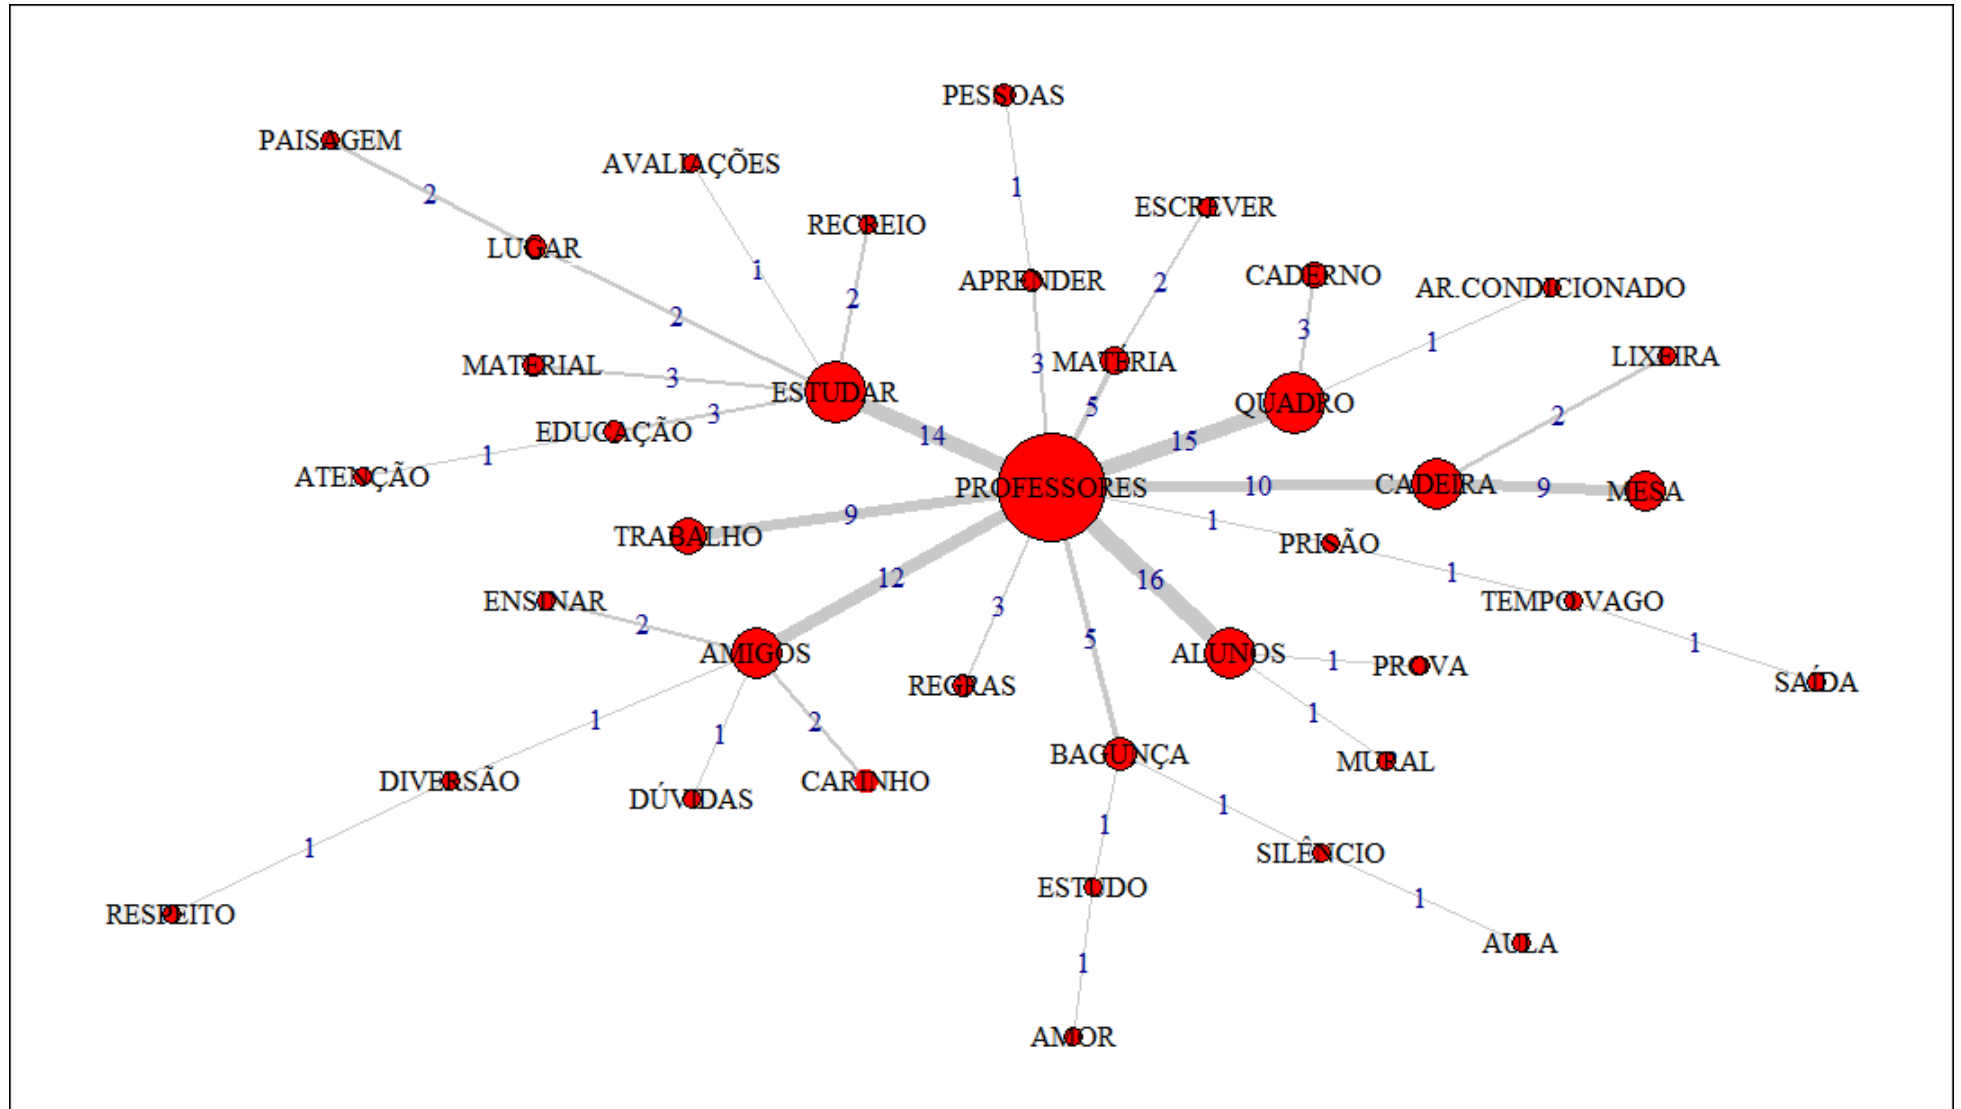 PESSOAS
PAISAGEM
AVALIAÇÕES
1
2
ESCREVER
RECREIO
LUGAR
1
APRENDER
2
CADERNO
AR.CONDICIONADO
2
2
3
1
LIXEIRA
MATERIAL
3
3
MATÉRIA
ESTUDAR
5
QUADRO
2
3
EDUCAÇÃO
14
15
1
ATENÇÃO
PROFESSORES
10
CADEIRA
9
MESA
9
1
TRABALHO
PRISÃO
12
16
1
ENSINAR
2
3
TEMPO.VAGO
AMIGOS
5
ALUNOS
1
PROVA
1
REGRAS
SAÍDA
1
1
2
1
BAGUNÇA
MURAL
DIVERSÃO
DÚVIDAS
CARINHO
1
1
1
SILÊNCIO
ESTUDO
1
RESPEITO
AULA
1
AMOR